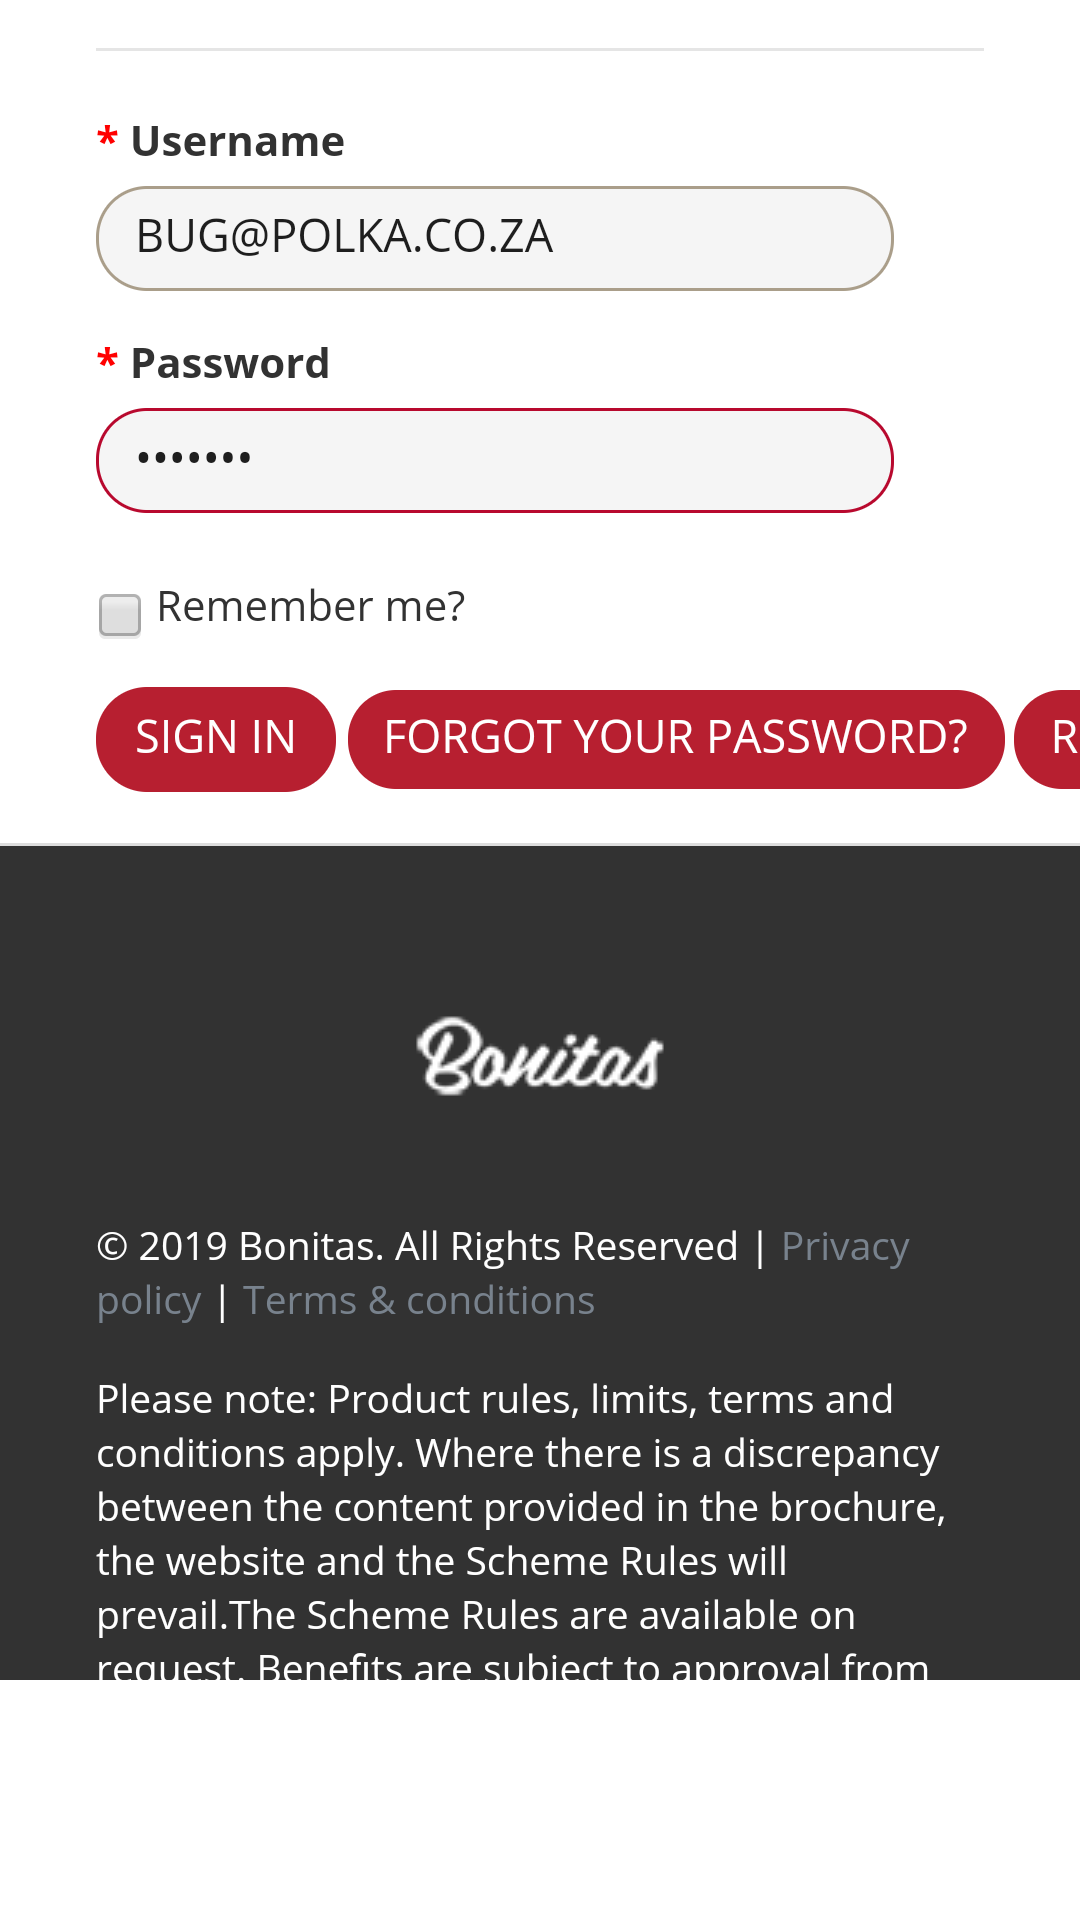 * Username
BUG@POLKA.CO.ZA
* Password
•••••••
Remember me?
SIGN IN FORGOT YOUR PASSWORD? R
Bonitas
© 2019 Bonitas. All Rights Reserved | Privacy
policy | Terms & conditions
Please note: Product rules, limits, terms and
conditions apply. Where there is a discrepancy
between the content provided in the brochure,
the website and the Scheme Rules will
prevail.The Scheme Rules are available on
request. Benefits are subject to approval from